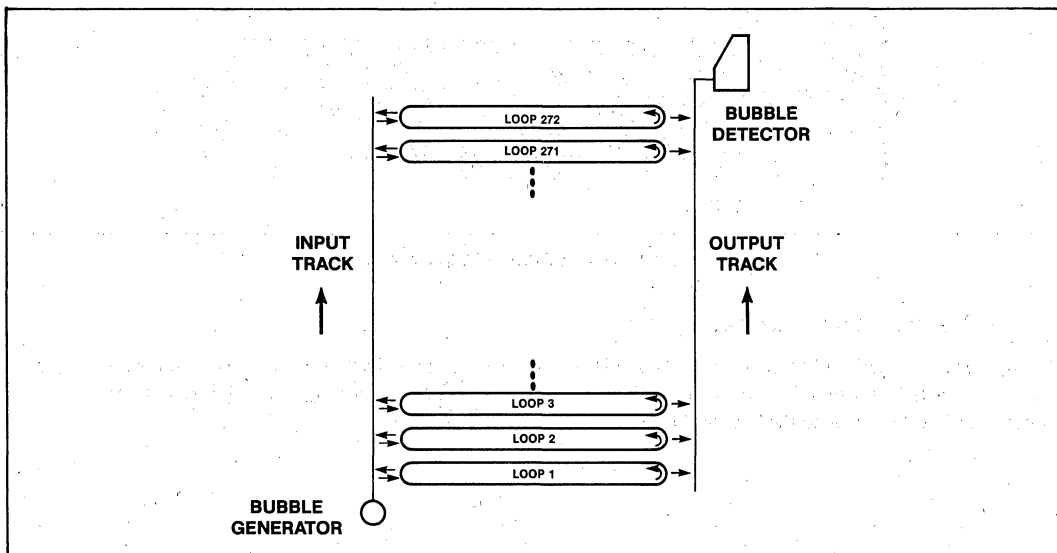 BUBBLE
DETECTOR
LOOP 272
LOOP 271
INPUT
TRACK
OUTPUT
TRACK
LOOP 3
LOOP 2
LOOP 1
BUBBLE
GENERATOR